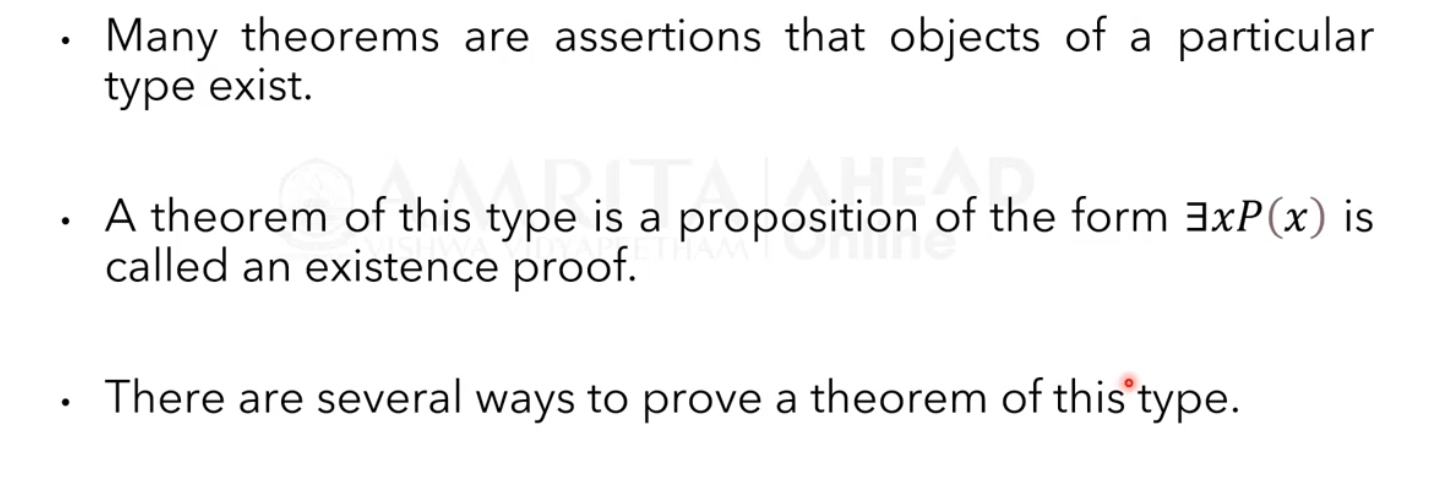 • Many theorems are assertions that objects of a particular
type exist.
AMRITA | AHEAD
VISHWA VIDYAPEETHAM | Online
• A theorem of this type is a proposition of the form ∃xP(x) is
called an existence proof.
• There are several ways to prove a theorem of this type.